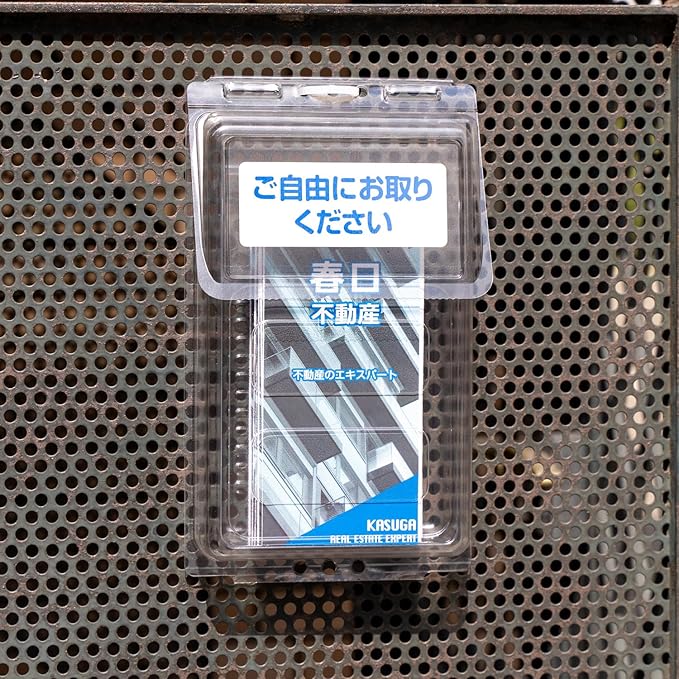 ご自由にお取り
ください
春日
不動産
不動産のエキスパート
KASUGA
REAL ESTATE EXPERT